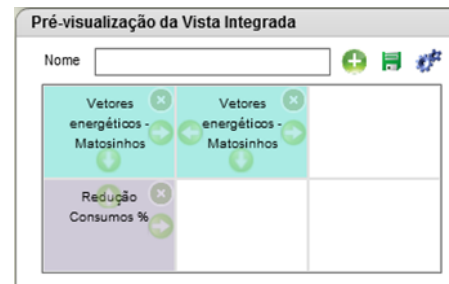 Pré-visualização da Vista Integrada
Nome
Vetores
energéticos -
Matosinhos
Vetores
energéticos -
Matosinhos
Redução
Consumos %